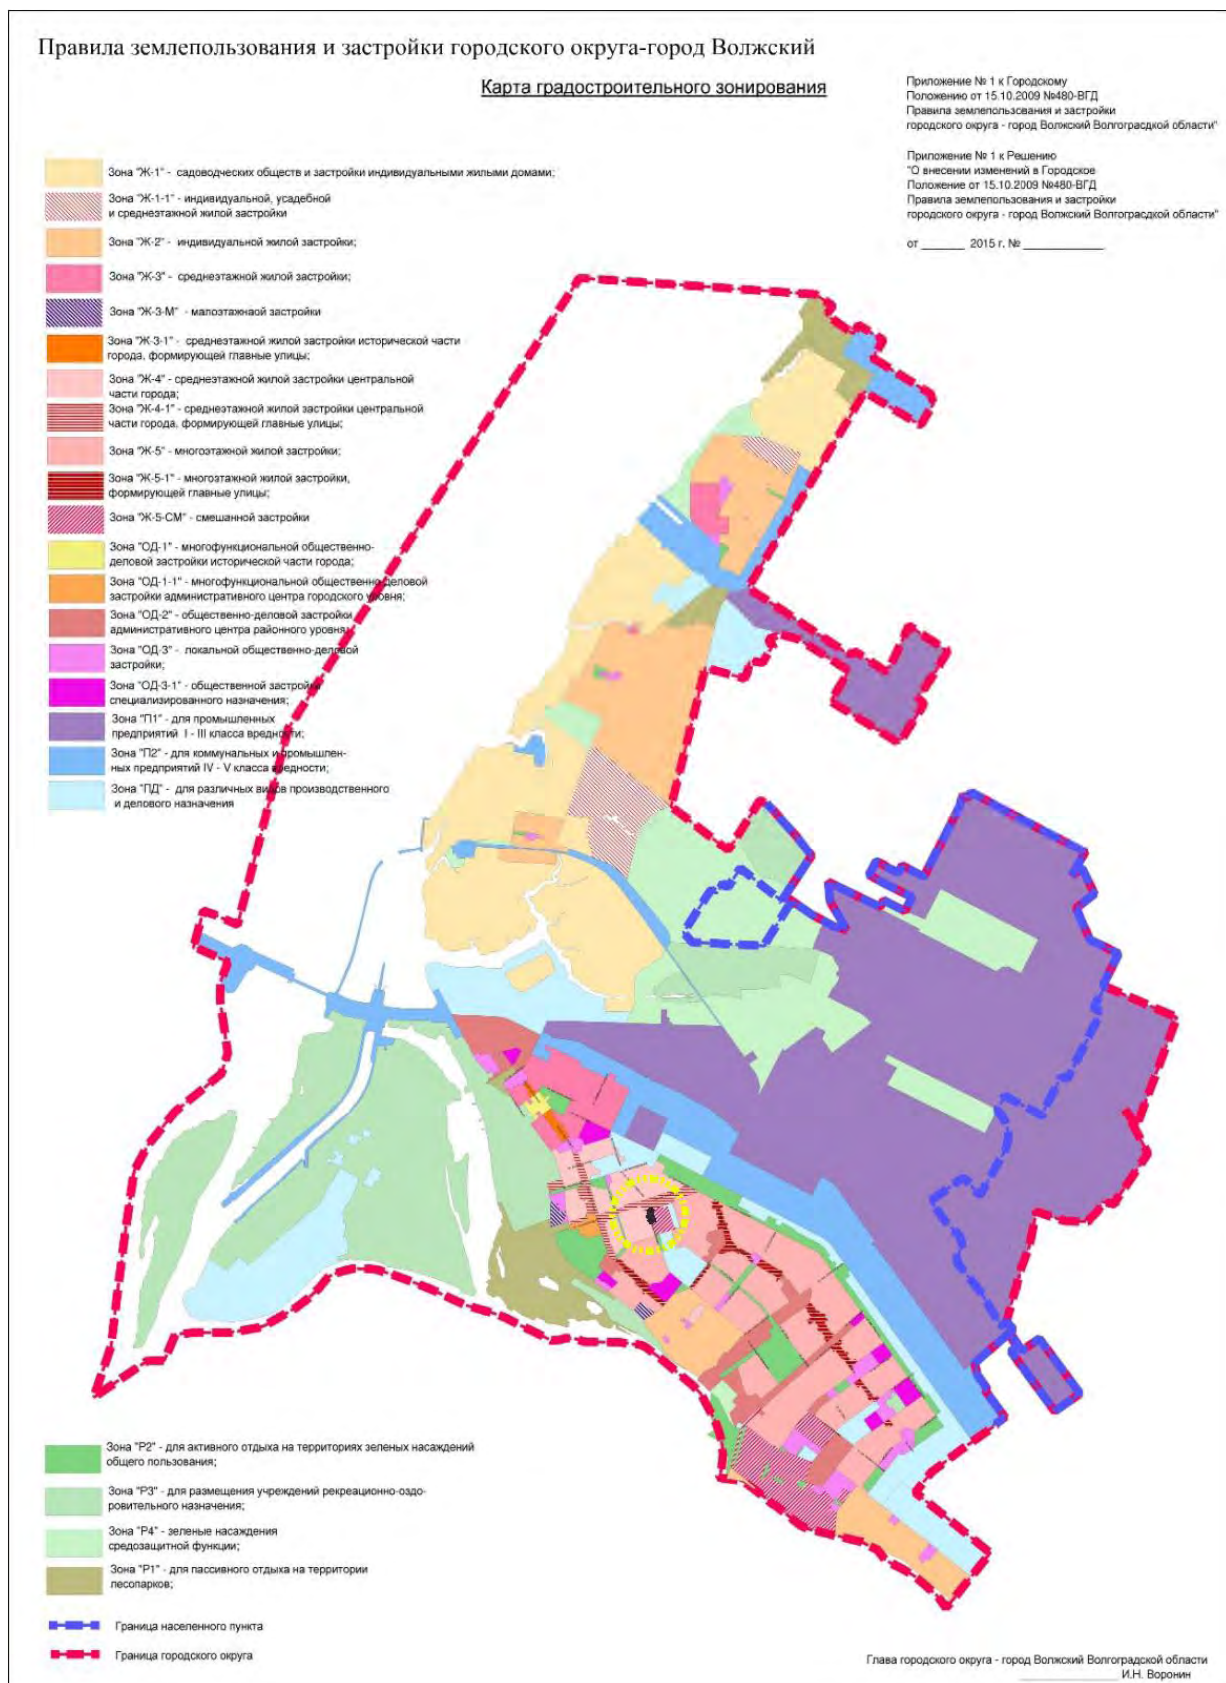 Правила землепользования и застройки городского округа-город Волжский
Карта градостроительного зонирования
Приложение № 1 к Городскому
Положению от 15.10.2009 №480-ВГД
Правила землепользсвания и застройки
городского округа - город Волжский Волгограсдкой области"
Приложение № 1 к Решению
"О внесении изменений в Городское
Положение от 15.10.2009 №480-ВГД
Правила землепользования и застройки
городского округа - город Волжский Волгограсдкой области"
от _______ 2015 г. № _____________
Зона "Ж-1" - садоводческих обществ и застройки индивидуальными жилыми домами;
Зона "Ж-1-1" - индивидуальной, усадебной
и среднеэтажной жилой застройки
Зона "Ж-2" - индивидуальной жилой застройки;
Зона "Ж-3" - среднеэтажной жилой застройки;
Зона "Ж-3-М" - малоэтажнаой застройки
Зона "Ж-3-1" - среднеэтажной жилой застройки исторической части
города, формирующей главные улицы;
Зона "Ж-4" - среднеэтажной жилой застройки центральной
части города;
Зона "Ж-4-1" - среднеэтажной жилой застройки центральной
части города, формирующей главные улицы;
Зона "Ж-5" - многоэтажной жилой застройки;
Зона "Ж-5-1" - многоэтажной жилой застройки,
формирующей главные улицы;
Зона "Ж-5-СМ" - смешанной застройки
Зона "ОД-1" - многофункциональной общественно-
деловой застройки исторической части города;
Зона "ОД-1-1" - многофункциональной общественно деловой
застройки административного центра городского уровня;
Зона "ОД-2" - общественно-деловой застройки
административного центра районного уровня;
Зона "ОД-3" - локальной общественно-деловой
застройки;
Зона "ОД-3-1" - общественной застройки
специализированного назначения;
Зона "П1" - для промышленных
предприятий I - III класса вредности;
Зона "П2" - для коммунальных и промышлен-
ных предприятий IV - V класса вредности;
Зона "ПД" - для различных видов производственного
и делового назначения
Зона "Р2" - для активного отдыха на территориях зеленых насаждений
общего пользования;
Зона "Р3" - для размещения учреждений рекреационно-оздо-
ровительного назначения;
Зона "Р4" - зеленые насаждения
средозащитной функции;
Зона "Р1" - для пассивного отдыха на территории
лесопарков;
Граница населенного пункта
Граница городского округа
Глава городского округа - город Волжский Волгоградской области
_______________ И.Н. Воронин